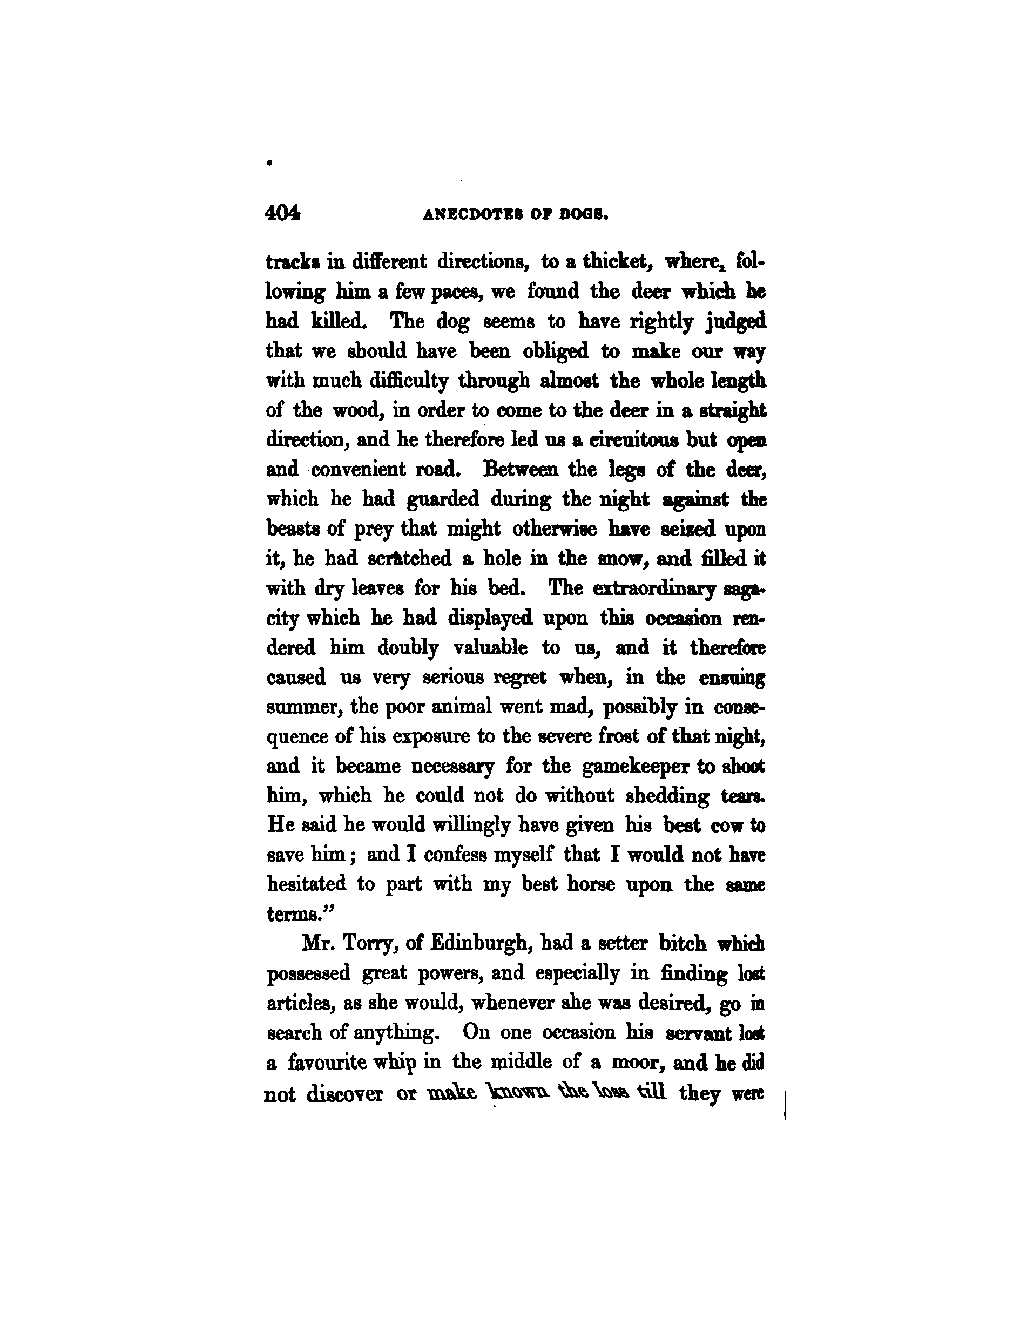 404 ANECDOTES OF DOGS.
tracks in different directions, to a thicket, where, fol-
lowing him a few paces, we found the deer which he
had killed. The dog seems to have rightly judged
that we should have been obliged to make our way
with much difficulty through almost the whole length
of the wood, in order to come to the deer in a straight
direction, and he therefore led us a circuitous but open
and convenient road. Between the legs of the deer,
which he had guarded during the night against the
beasts of prey that might otherwise have seized upon
it, he had scratched a hole in the snow, and filled it
with dry leaves for his bed. The extraordinary saga-
city which he had displayed upon this occasion ren-
dered him doubly valuable to us, and it therefore
caused us very serious regret when, in the ensuing
summer, the poor animal went mad, possibly in conse-
quence of his exposure to the severe frost of that night,
and it became necessary for the gamekeeper to shoot
him, which he could not do without shedding tears.
He said he would willingly have given his best cow to
save him; and I confess myself that I would not have
hesitated to part with my best horse upon the same
terms.”
Mr. Torry, of Edinburgh, had a setter bitch which
possessed great powers, and especially in finding lost
articles, as she would, whenever she was desired, go in
search of anything. On one occasion his servant lost
a favourite whip in the middle of a moor, and he did
not discover or make known the loss till they were